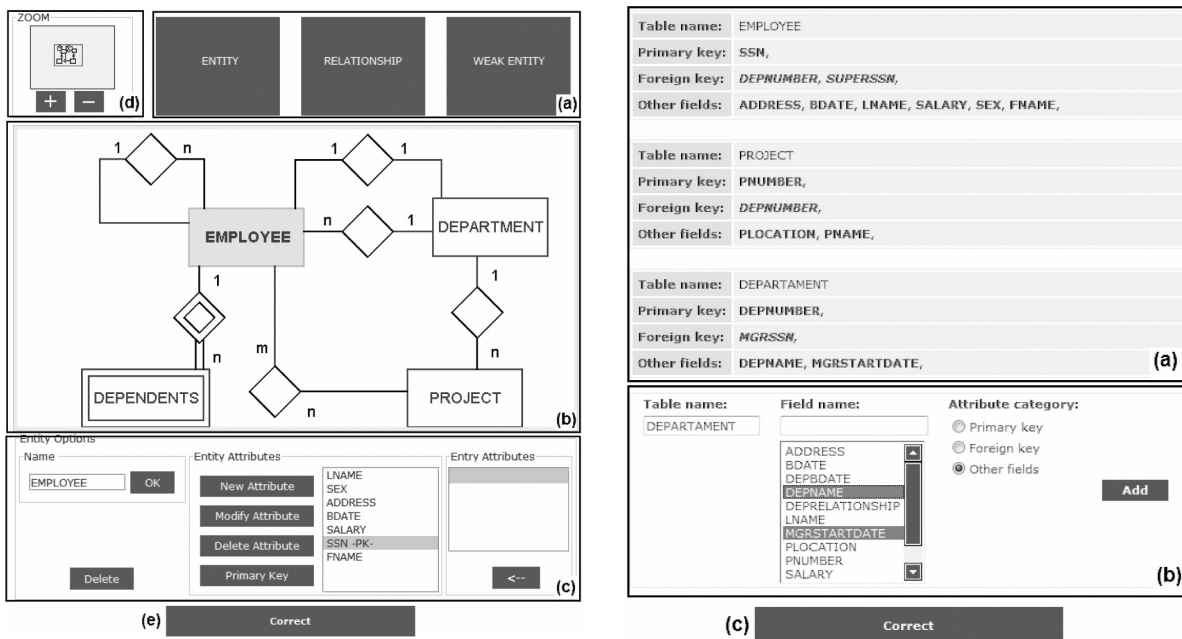 ZOOM
+ −
(d)
ENTITY RELATIONSHIP WEAK ENTITY
(a)
1 n 1 1
EMPLOYEE n 1 DEPARTMENT
1 1
n m n
DEPENDENTS n PROJECT
(b)
Entity Options
Name
EMPLOYEE OK
Delete
Entity Attributes
New Attribute
Modify Attribute
Delete Attribute
Primary Key
LNAME
SEX
ADDRESS
BDATE
SALARY
SSN -PK-
FNAME
Entry Attributes
<--
(c)
(e) Correct
Table name: EMPLOYEE
Primary key: SSN,
Foreign key: DEPNUMBER, SUPERSSN,
Other fields: ADDRESS, BDATE, LNAME, SALARY, SEX, FNAME,
Table name: PROJECT
Primary key: PNUMBER,
Foreign key: DEPNUMBER,
Other fields: PLOCATION, PNAME,
Table name: DEPARTAMENT
Primary key: DEPNUMBER,
Foreign key: MGRSSN,
Other fields: DEPNAME, MGRSTARTDATE,
(a)
Table name:
DEPARTAMENT
Field name:
ADDRESS
BDATE
DEPBDATE
DEPNAME
DEPRELATIONSHIP
LNAME
MGRSTARTDATE
PLOCATION
PNUMBER
SALARY
Attribute category:
Primary key
Foreign key
Other fields
Add
(b)
(c) Correct